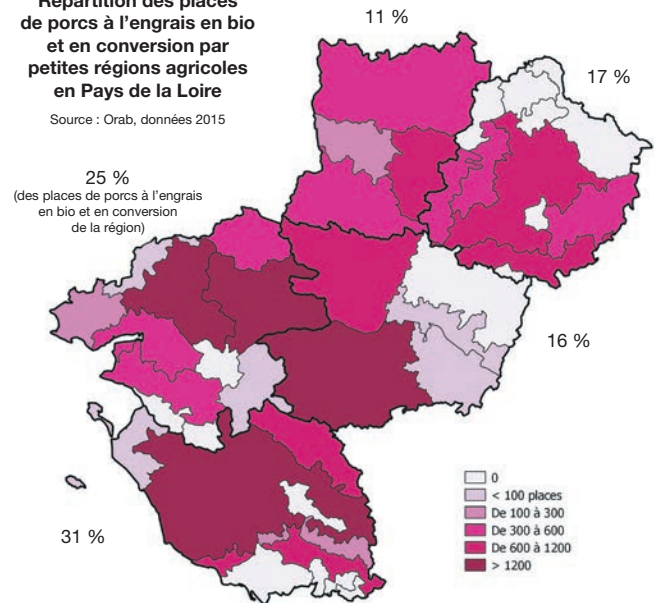 Répartition des places
de porcs à l'engrais en bio
et en conversion par
petites régions agricoles
en Pays de la Loire
Source : Orab, données 2015
11 %
17 %
25 %
(des places de porcs à l'engrais
en bio et en conversion
de la région)
16 %
31 %
0
< 100 places
De 100 à 300
De 300 à 600
De 600 à 1200
> 1200